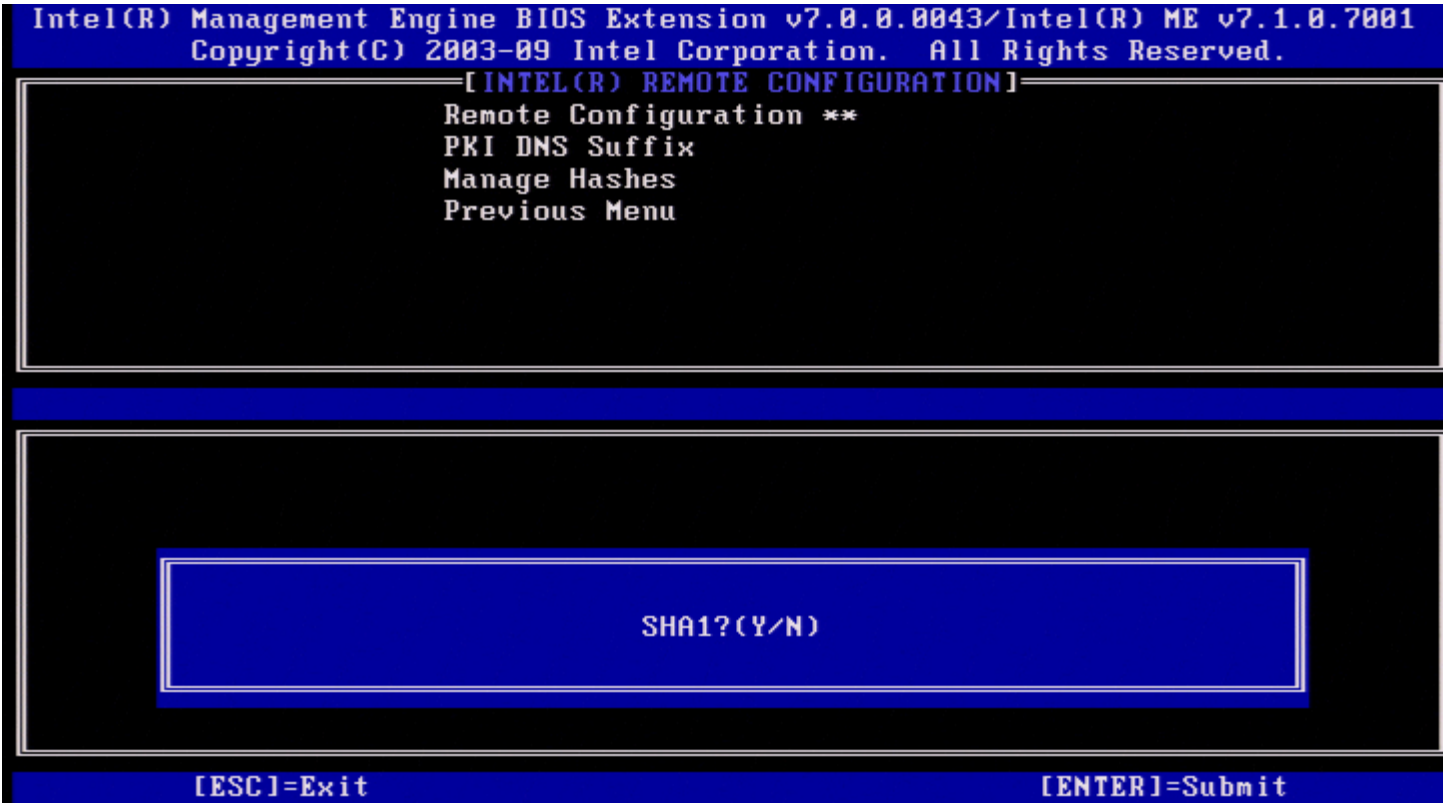 Intel(R) Management Engine BIOS Extension v7.0.0.0043/Intel(R) ME v7.1.0.7001
Copyright(C) 2003-09 Intel Corporation. All Rights Reserved.
[INTEL(R) REMOTE CONFIGURATION]
Remote Configuration **
PKI DNS Suffix
Manage Hashes
Previous Menu
SHA1?(Y/N)
[ESC]=Exit [ENTER]=Submit